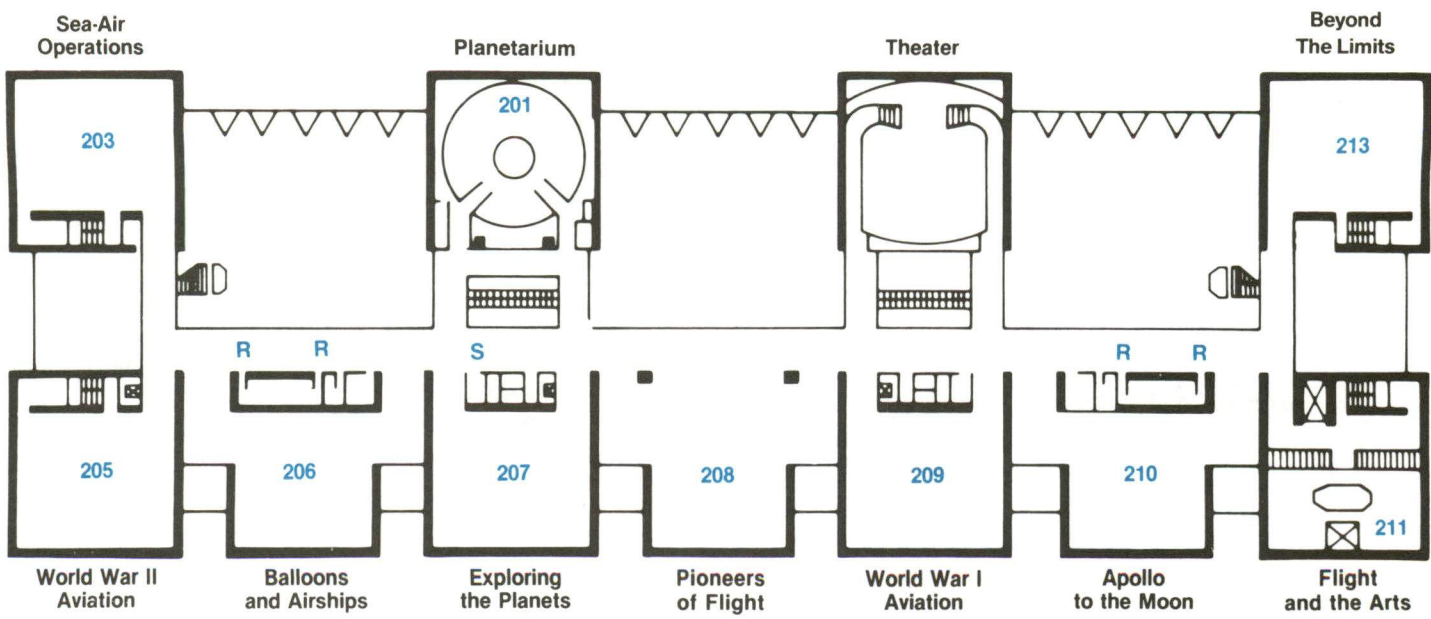 Sea-Air
Operations
Planetarium
Theater
Beyond
The Limits
201
203
213
R
R
S
R
R
205
206
207
208
209
210
211
World War II
Aviation
Balloons
and Airships
Exploring
the Planets
Pioneers
of Flight
World War I
Aviation
Apollo
to the Moon
Flight
and the Arts